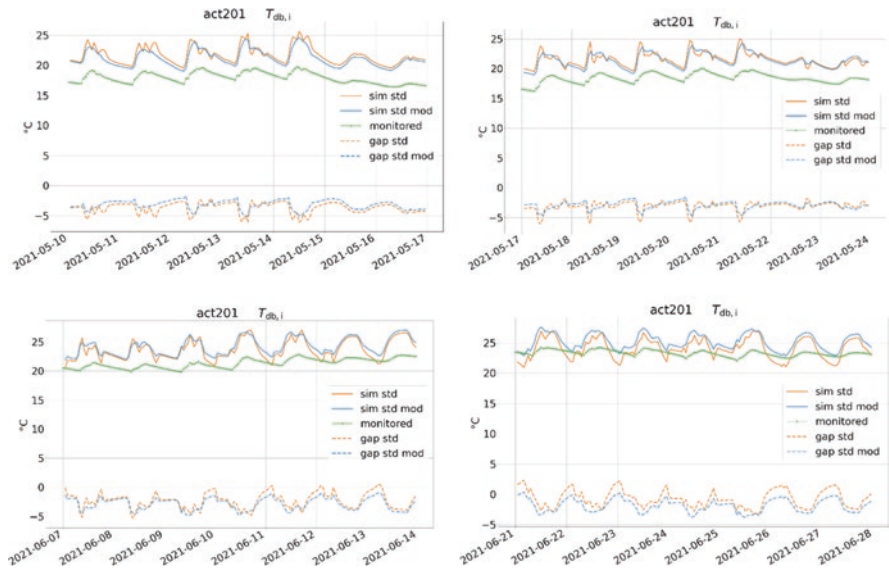 act201 T_db,i
25
20
15
10
5
0
−5
°C
sim std
sim std mod
monitored
gap std
gap std mod
2021-05-10
2021-05-11
2021-05-12
2021-05-13
2021-05-14
2021-05-15
2021-05-16
2021-05-17
act201 T_db,i
25
20
15
10
5
0
−5
°C
sim std
sim std mod
monitored
gap std
gap std mod
2021-05-17
2021-05-18
2021-05-19
2021-05-20
2021-05-21
2021-05-22
2021-05-23
2021-05-24
act201 T_db,i
25
20
15
10
5
0
−5
°C
sim std
sim std mod
monitored
gap std
gap std mod
2021-06-07
2021-06-08
2021-06-09
2021-06-10
2021-06-11
2021-06-12
2021-06-13
2021-06-14
act201 T_db,i
25
20
15
10
5
0
−5
°C
sim std
sim std mod
monitored
gap std
gap std mod
2021-06-21
2021-06-22
2021-06-23
2021-06-24
2021-06-25
2021-06-26
2021-06-27
2021-06-28